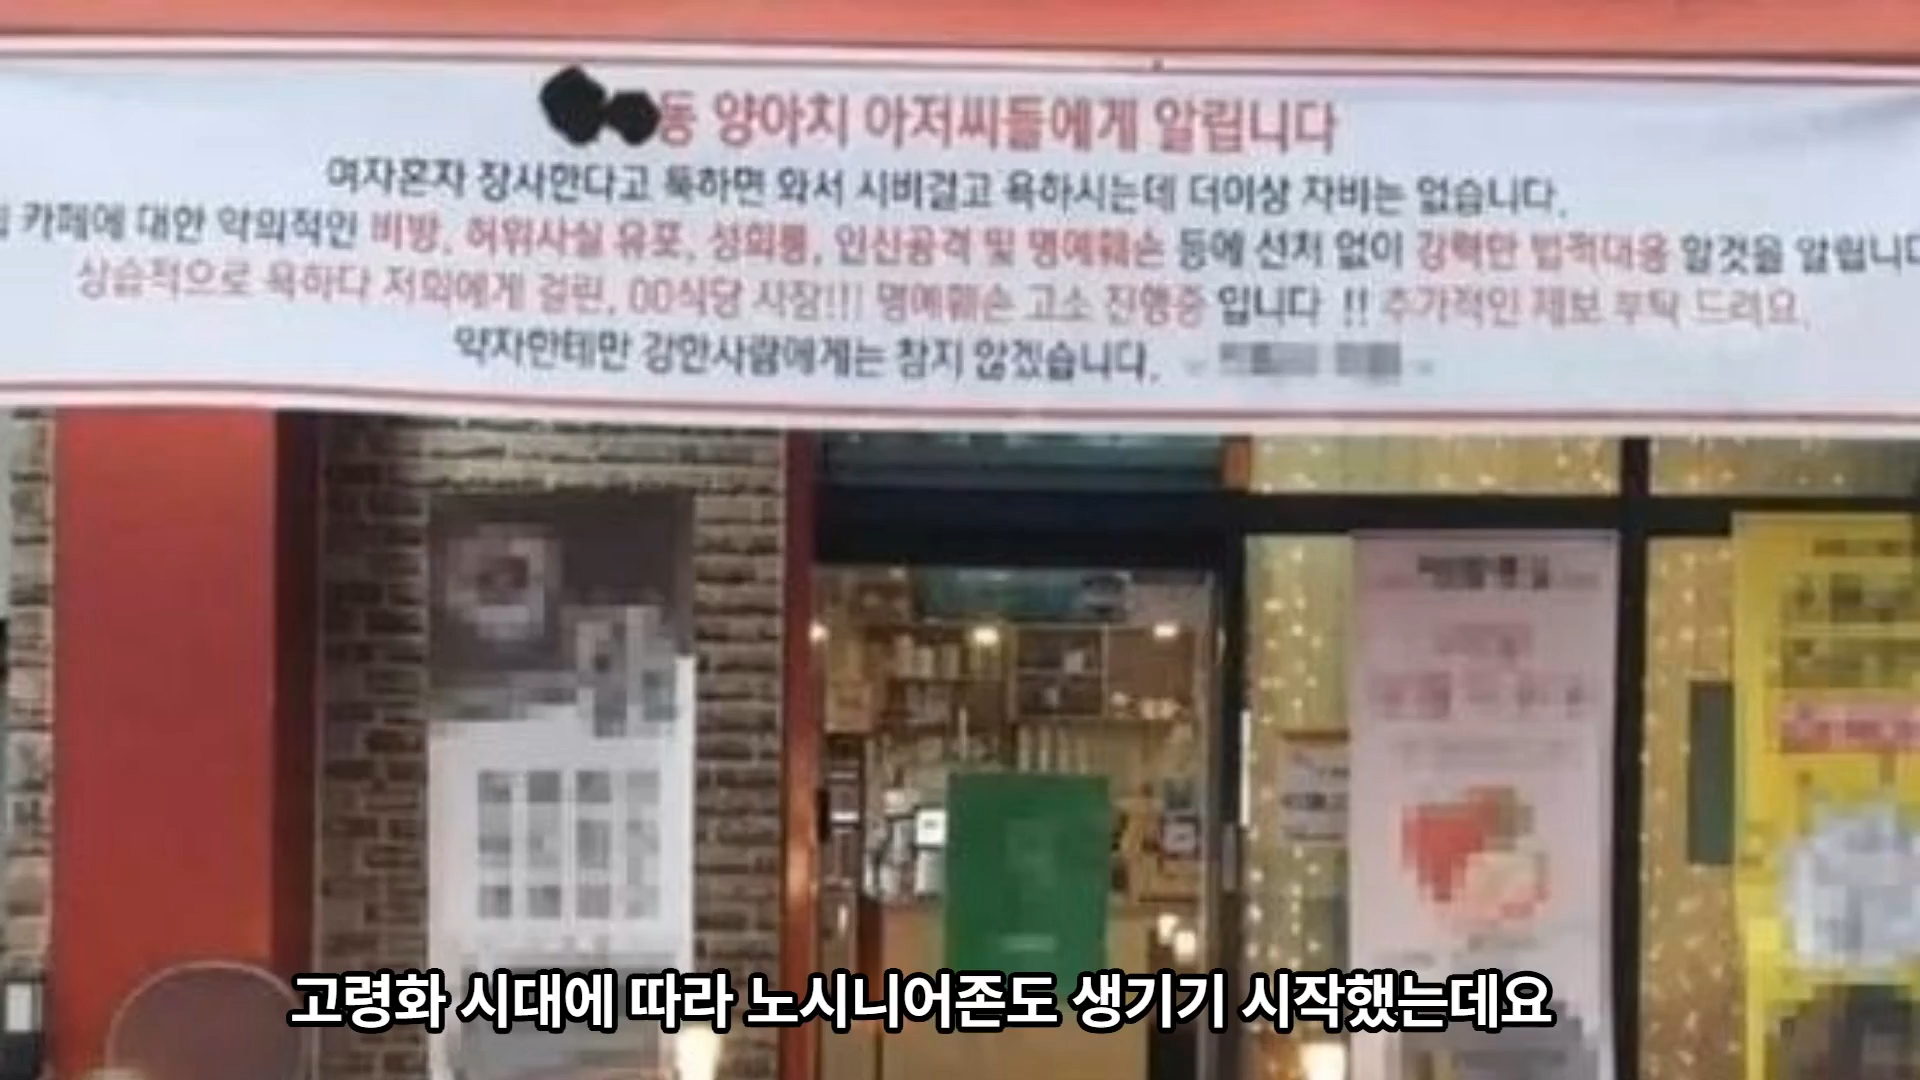 동 양아치 아저씨들에게 알립니다
여자혼자 장사한다고 툭하면 와서 시비걸고 욕하시는데 더이상 자비는 없습니다.
카페에 대한 악의적인 비방, 허위사실 유포, 성희롱, 인신공격 및 명예훼손 등에 선처 없이 강력한 법적대응 할것을 알립니다
상습적으로 욕하다 저희에게 걸린, OO식당 사장!!! 명예훼손 고소 진행중 입니다 !! 추가적인 제보 부탁 드려요.
약자한테만 강한사람에게는 참지 않겠습니다.
고령화 시대에 따라 노시니어존도 생기기 시작했는데요